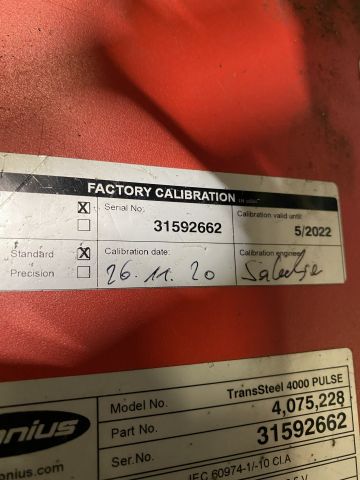 FACTORY CALIBRATION
X Serial No: Calibration valid until:
31592662 5/2022
Standard X Calibration date: Calibration engineer
Precision 26.11.20
TransSteel 4000 PULSE
Model No. 4,075,228
Part No. 31592662
Ser.No.
onius
onius.com
IEC 60974-1/-10 Cl.A